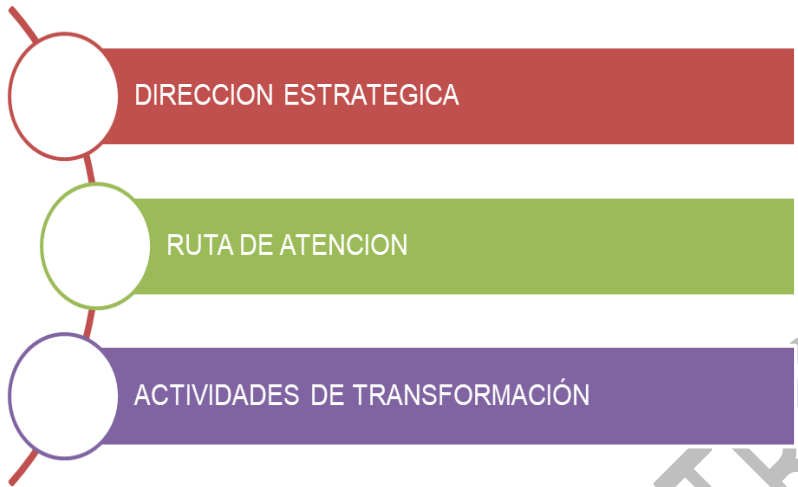 DIRECCION ESTRATEGICA
RUTA DE ATENCION
ACTIVIDADES DE TRANSFORMACIÓN